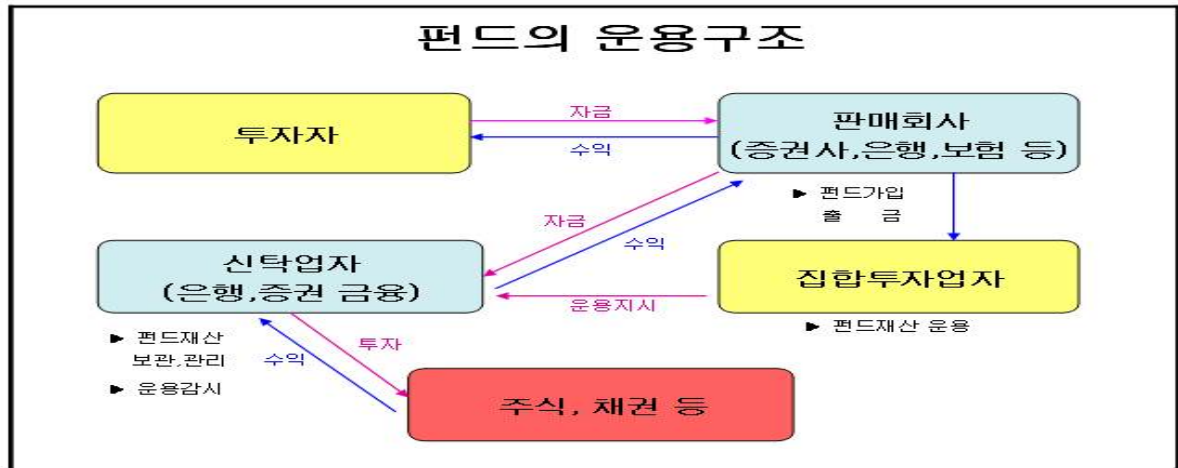 펀드의 운용구조
투자자
자금
수익
판매회사
(증권사,은행,보험 등)
▶ 펀드가입
출 금
자금
수익
신탁업자
(은행,증권 금융)
운용지시
집합투자업자
▶ 펀드재산 운용
▶ 펀드재산
보관,관리
▶ 운용감시
수익
투자
주식, 채권 등